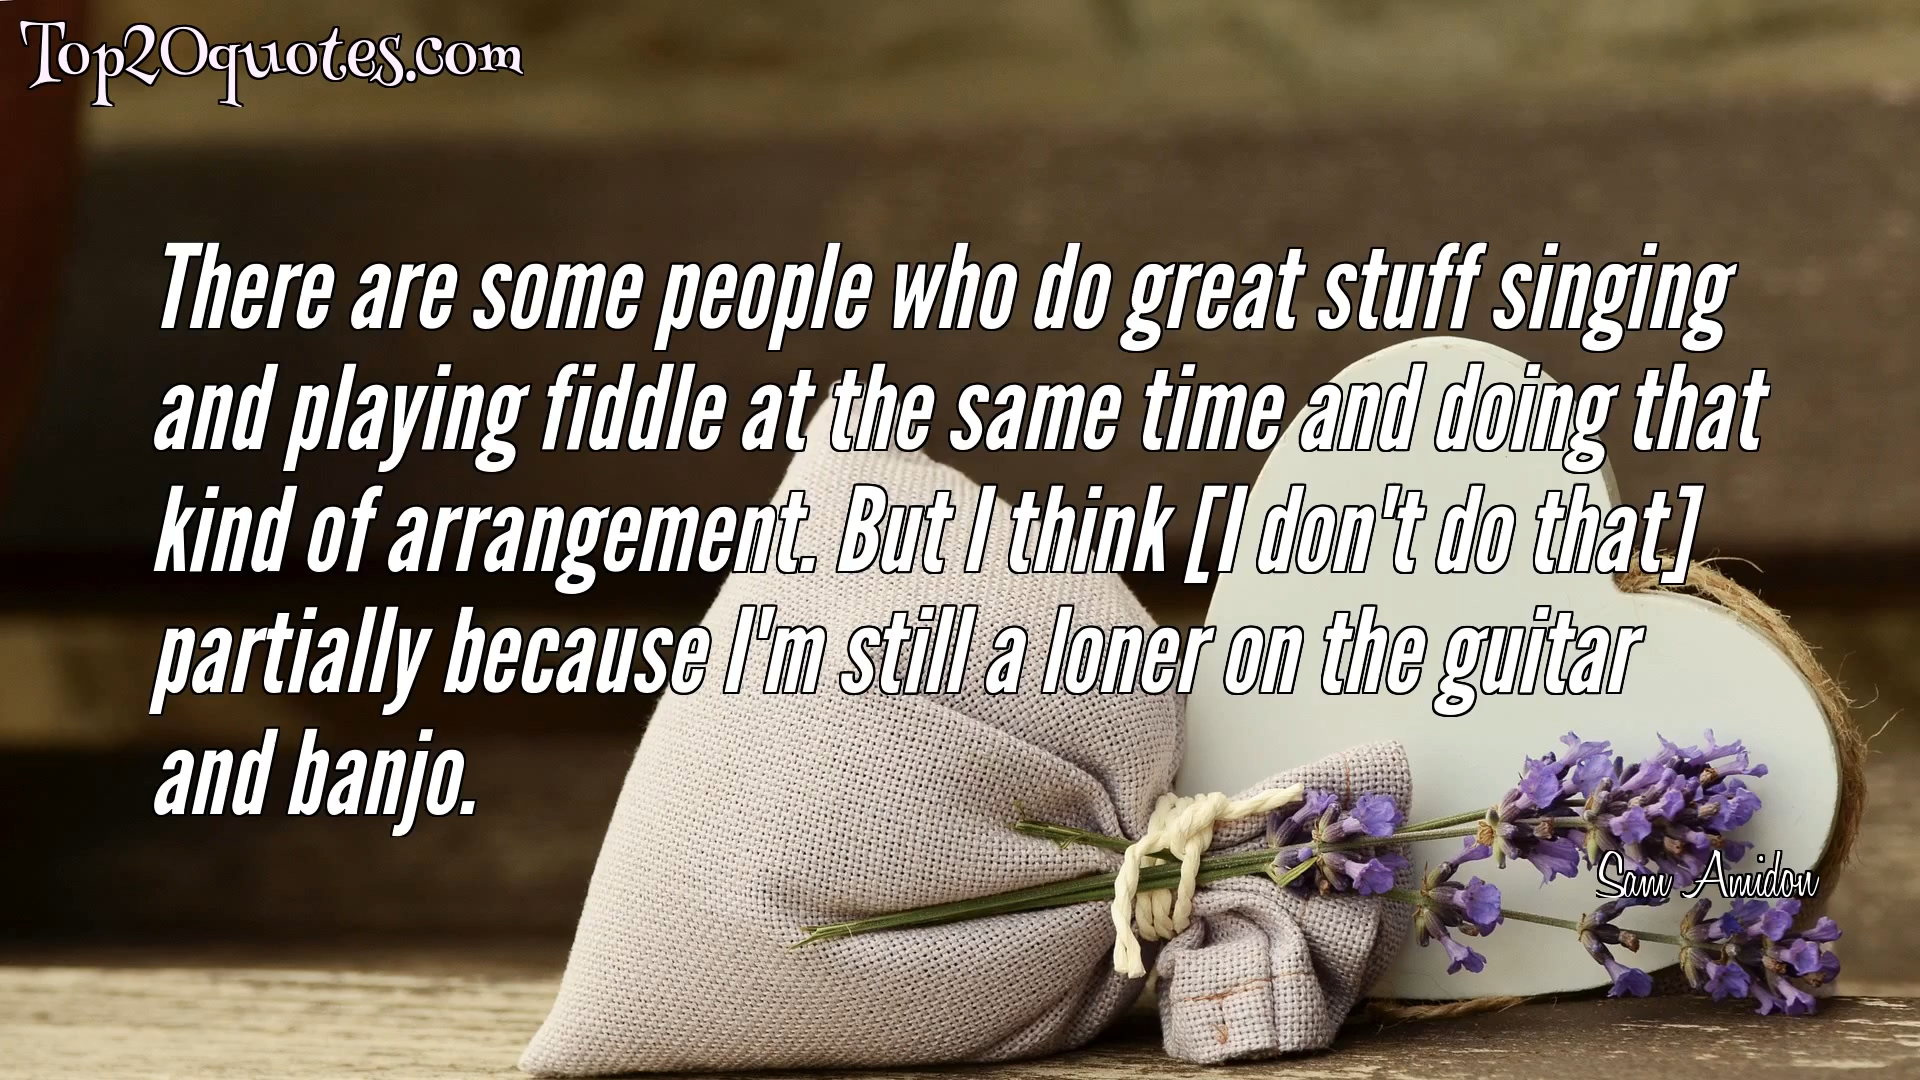 Top20quotes.com
There are some people who do great stuff singing
and playing fiddle at the same time and doing that
kind of arrangement. But I think [I don't do that]
partially because I'm still a loner on the guitar
and banjo.
Sam Amidon